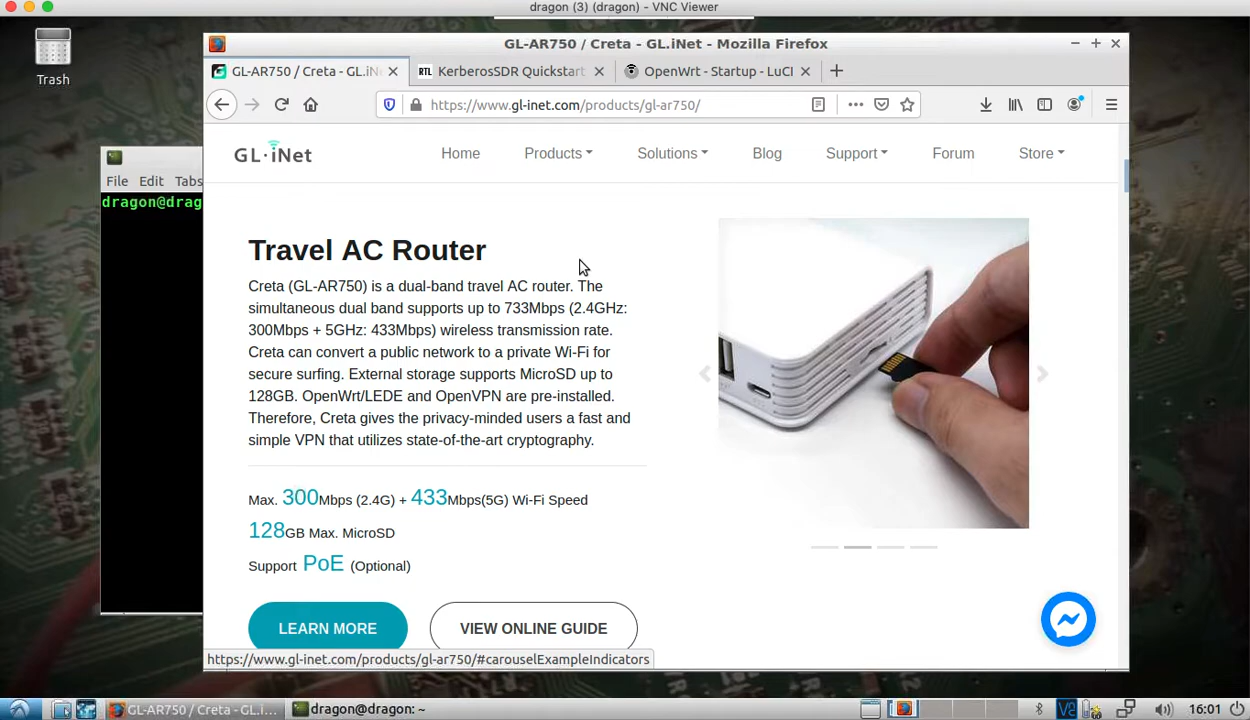 dragon (3) (dragon) - VNC Viewer
Trash
GL-AR750 / Creta - GL.iNet - Mozilla Firefox
GL-AR750 / Creta - GL.iNe
RTL KerberosSDR Quickstart
OpenWrt - Startup - LuCI
https://www.gl-inet.com/products/gl-ar750/
GL·iNet
Home
Products
Solutions
Blog
Support
Forum
Store
File Edit Tabs
dragon@drag
Travel AC Router
Creta (GL-AR750) is a dual-band travel AC router. The
simultaneous dual band supports up to 733Mbps (2.4GHz:
300Mbps + 5GHz: 433Mbps) wireless transmission rate.
Creta can convert a public network to a private Wi-Fi for
secure surfing. External storage supports MicroSD up to
128GB. OpenWrt/LEDE and OpenVPN are pre-installed.
Therefore, Creta gives the privacy-minded users a fast and
simple VPN that utilizes state-of-the-art cryptography.
Max. 300Mbps (2.4G) + 433Mbps(5G) Wi-Fi Speed
128GB Max. MicroSD
Support PoE (Optional)
LEARN MORE
VIEW ONLINE GUIDE
https://www.gl-inet.com/products/gl-ar750/#carouselExampleIndicators
GL-AR750 / Creta - GL.i...
dragon@dragon: ~
16:01